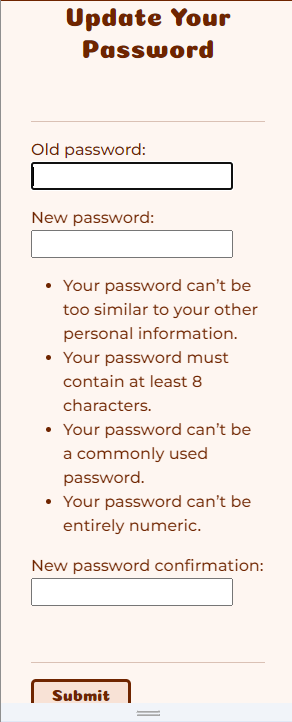 Update Your
Password
Old password:
New password:
• Your password can’t be
too similar to your other
personal information.
• Your password must
contain at least 8
characters.
• Your password can’t be
a commonly used
password.
• Your password can’t be
entirely numeric.
New password confirmation:
Submit